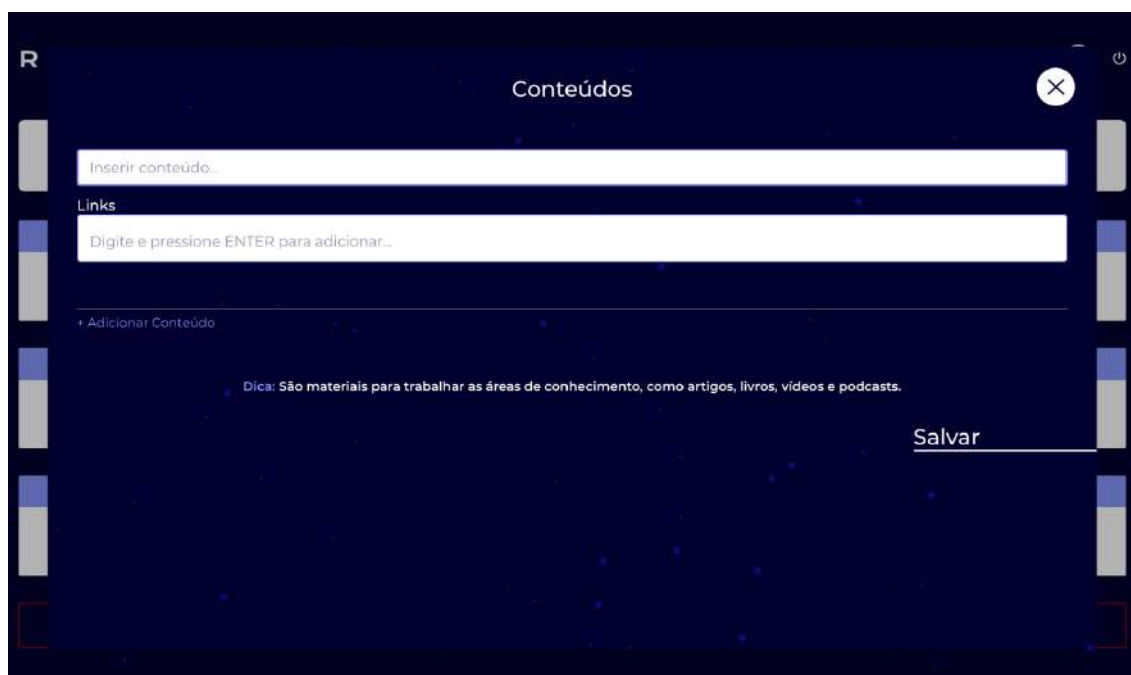 R
Conteúdos
Inserir conteúdo...
Links
Digite e pressione ENTER para adicionar...
+ Adicionar Conteúdo
Dica: São materiais para trabalhar as áreas de conhecimento, como artigos, livros, vídeos e podcasts.
Salvar